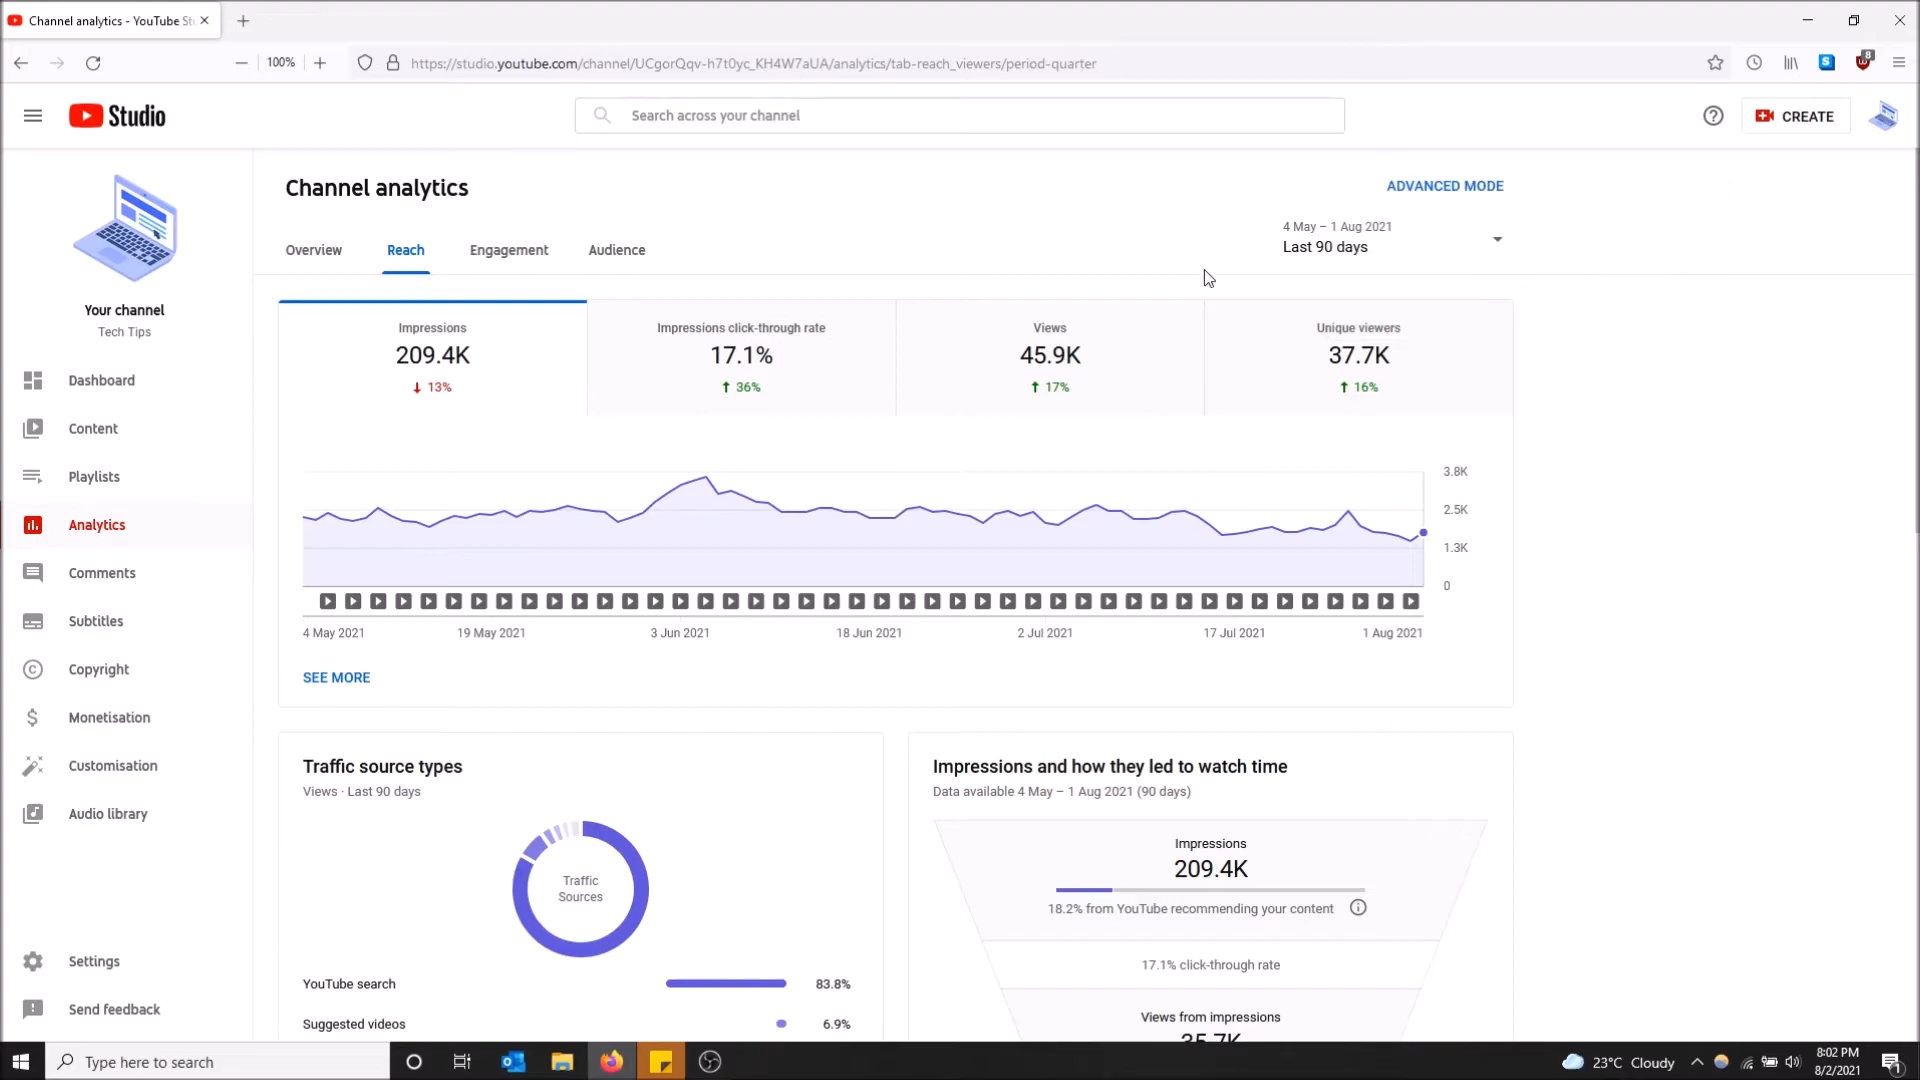 Channel analytics - YouTube St
100%
https://studio.youtube.com/channel/UCgorQqv-h7t0yc_KH4W7aUA/analytics/tab-reach_viewers/period-quarter
S
8
Studio
Search across your channel
CREATE
Your channel
Tech Tips
Dashboard
Content
Playlists
Analytics
Comments
Subtitles
Copyright
Monetisation
Customisation
Audio library
Settings
Send feedback
Channel analytics
ADVANCED MODE
4 May – 1 Aug 2021
Last 90 days
Overview Reach Engagement Audience
Impressions
209.4K
13%
Impressions click-through rate
17.1%
36%
Views
45.9K
17%
Unique viewers
37.7K
16%
3.8K
2.5K
1.3K
0
4 May 2021 19 May 2021 3 Jun 2021 18 Jun 2021 2 Jul 2021 17 Jul 2021 1 Aug 2021
SEE MORE
Traffic source types
Views · Last 90 days
Traffic
Sources
YouTube search 83.8%
Suggested videos 6.9%
Impressions and how they led to watch time
Data available 4 May – 1 Aug 2021 (90 days)
Impressions
209.4K
18.2% from YouTube recommending your content
17.1% click-through rate
Views from impressions
35.7K
Type here to search
23°C Cloudy
8:02 PM
8/2/2021
1